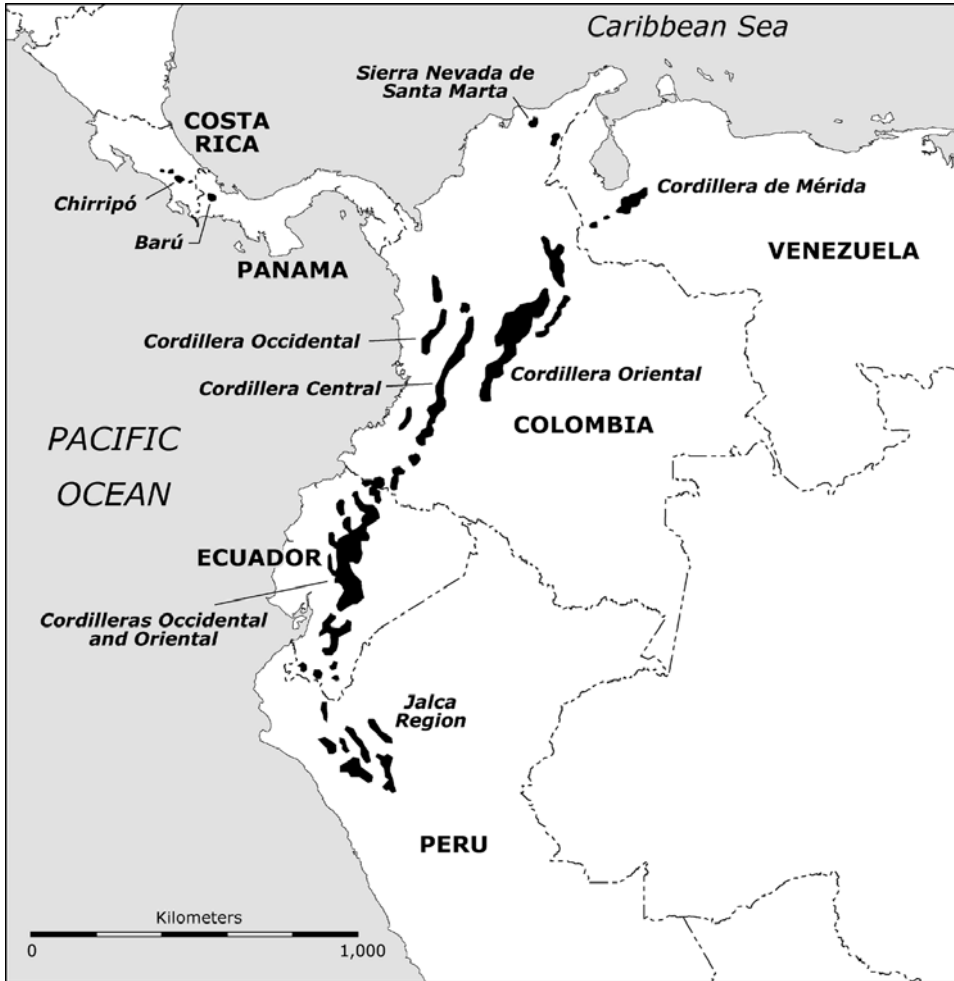 Caribbean Sea
Sierra Nevada de
Santa Marta
COSTA
RICA
Chirripó
Cordillera de Mérida
Barú
VENEZUELA
PANAMA
Cordillera Occidental
Cordillera Central
Cordillera Oriental
COLOMBIA
PACIFIC
OCEAN
ECUADOR
Cordilleras Occidental
and Oriental
Jalca
Region
PERU
Kilometers
0 1,000